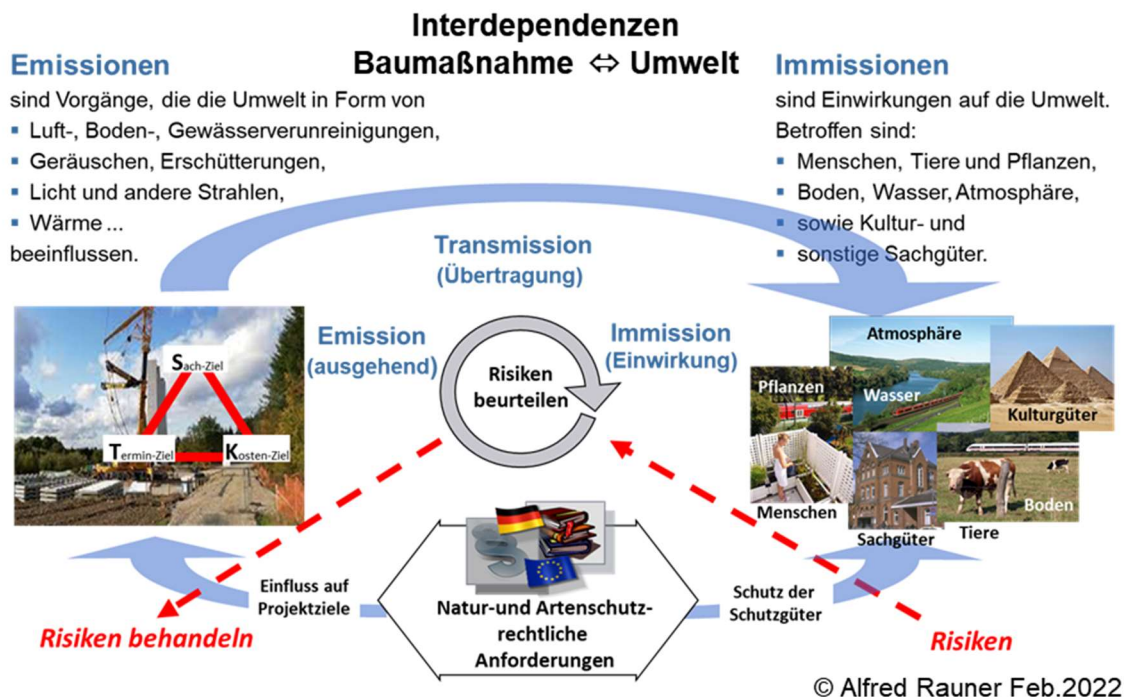 Interdependenzen
Baumaßnahme ⇔ Umwelt
Emissionen
sind Vorgänge, die die Umwelt in Form von
▪ Luft-, Boden-, Gewässerverunreinigungen,
▪ Geräuschen, Erschütterungen,
▪ Licht und andere Strahlen,
▪ Wärme ...
beeinflussen.
Immissionen
sind Einwirkungen auf die Umwelt.
Betroffen sind:
▪ Menschen, Tiere und Pflanzen,
▪ Boden, Wasser, Atmosphäre,
▪ sowie Kultur- und
▪ sonstige Sachgüter.
Transmission
(Übertragung)
Emission
(ausgehend)
Immission
(Einwirkung)
Risiken
beurteilen
Sach-Ziel
Termin-Ziel
Kosten-Ziel
Atmosphäre
Pflanzen
Wasser
Kulturgüter
Menschen
Sachgüter
Tiere
Boden
§
Einfluss auf
Projektziele
Natur-und Artenschutz-
rechtliche
Anforderungen
Schutz der
Schutzgüter
Risiken behandeln
Risiken
© Alfred Rauner Feb.2022